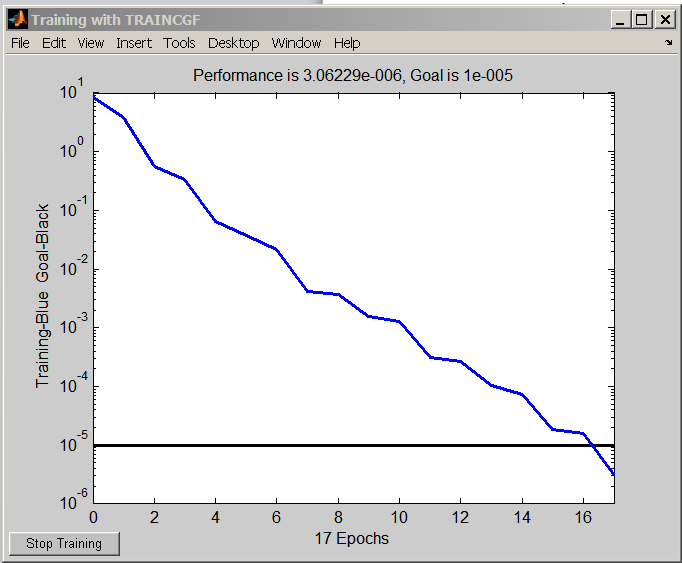 Training with TRAINCGF
File Edit View Insert Tools Desktop Window Help
Performance is 3.06229e-006, Goal is 1e-005
10^1
10^0
10^-1
10^-2
10^-3
10^-4
10^-5
10^-6
Training-Blue Goal-Black
0 2 4 6 8 10 12 14 16
17 Epochs
Stop Training